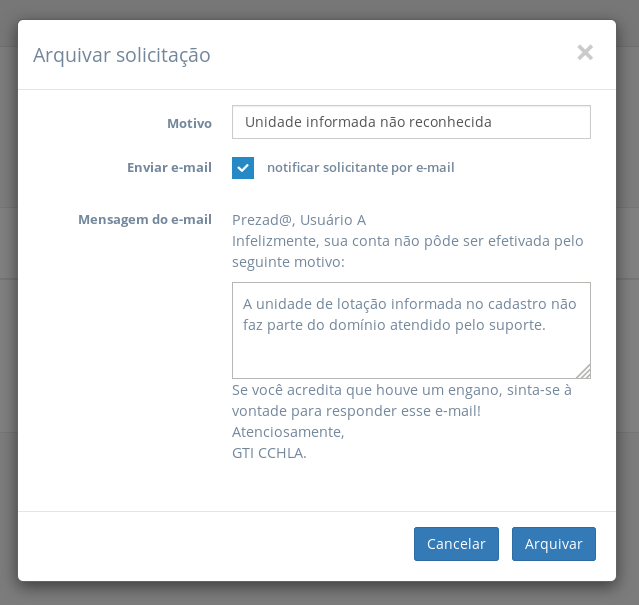 Arquivar solicitação
Motivo
Unidade informada não reconhecida
Enviar e-mail
notificar solicitante por e-mail
Mensagem do e-mail
Prezad@, Usuário A
Infelizmente, sua conta não pôde ser efetivada pelo
seguinte motivo:
A unidade de lotação informada no cadastro não
faz parte do domínio atendido pelo suporte.
Se você acredita que houve um engano, sinta-se à
vontade para responder esse e-mail!
Atenciosamente,
GTI CCHLA.
Cancelar
Arquivar